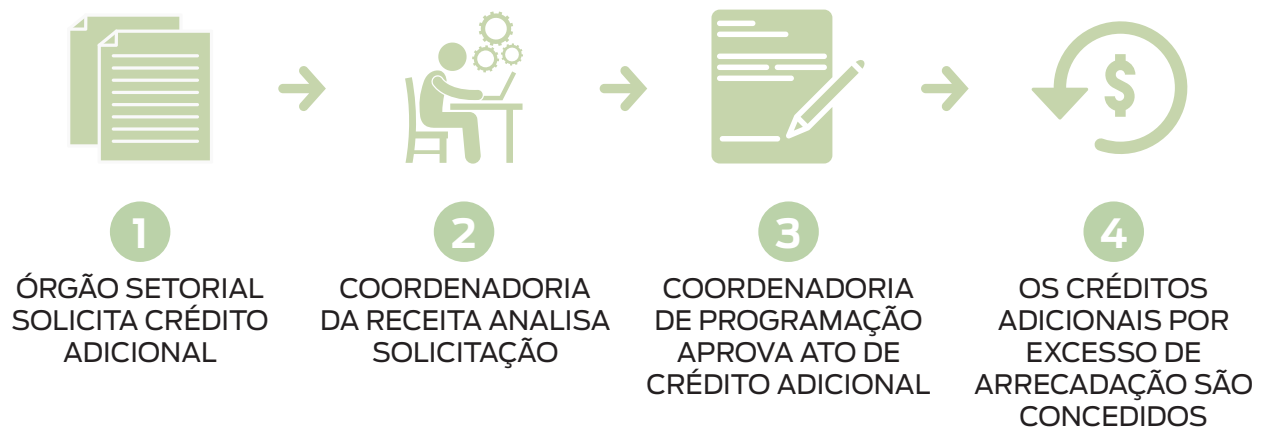 1
ÓRGÃO SETORIAL
SOLICITA CRÉDITO
ADICIONAL
2
COORDENADORIA
DA RECEITA ANALISA
SOLICITAÇÃO
3
COORDENADORIA
DE PROGRAMAÇÃO
APROVA ATO DE
CRÉDITO ADICIONAL
$
4
OS CRÉDITOS
ADICIONAIS POR
EXCESSO DE
ARRECADAÇÃO SÃO
CONCEDIDOS